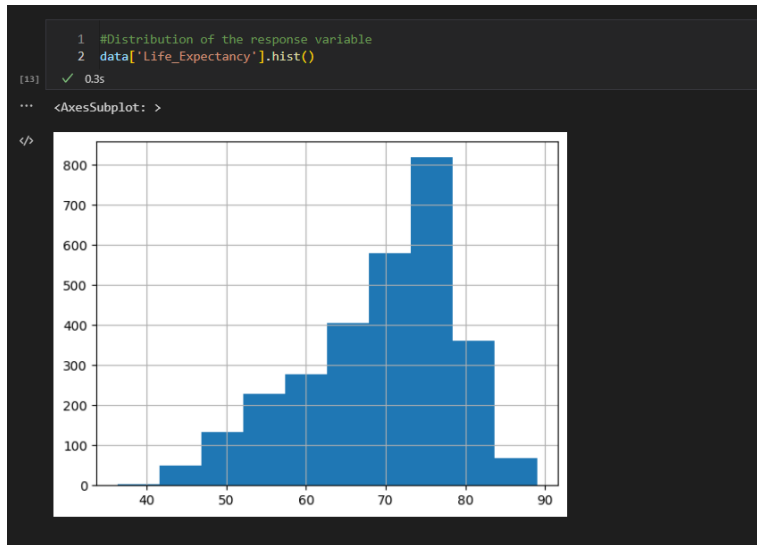 1 #Distribution of the response variable
2 data['Life_Expectancy'].hist()
[13] ✓ 0.3s
... <AxesSubplot: >
</>
800
700
600
500
400
300
200
100
0
40 50 60 70 80 90